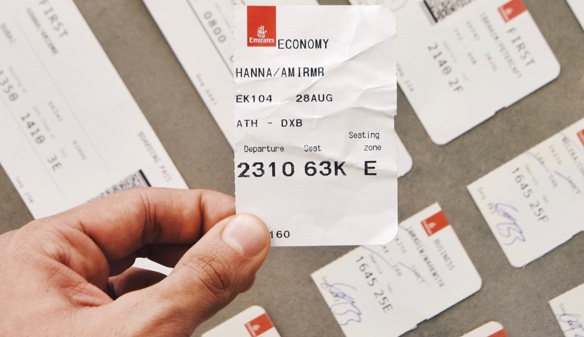 Emirates
ECONOMY
HANNA/AMIRMR
EK104 28AUG
ATH - DXB
Seating
Departure Seat zone
2310 63K E
160
FIRST
0800
1350 1410 3E
BOARDING PASS
FIRST
2140 2F
1645 25F
BUSINESS
1645 25E